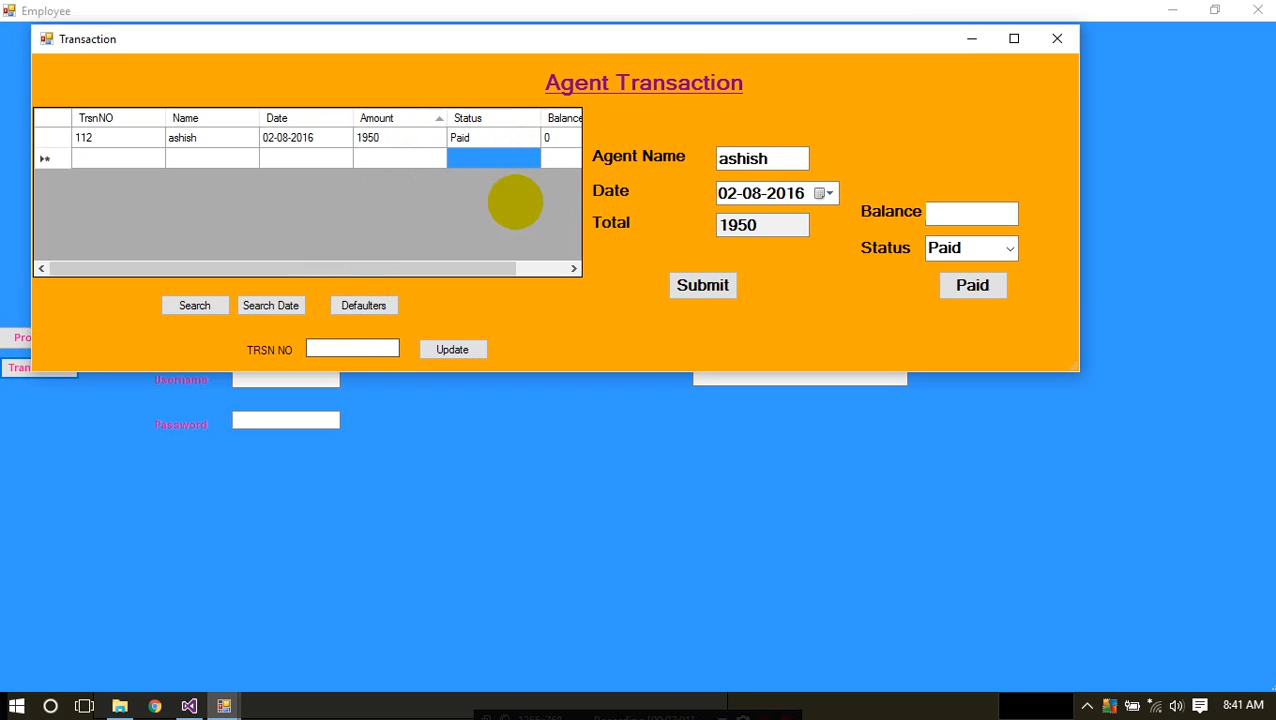 Employee
Transaction
Agent Transaction
TrsnNO Name Date Amount Status Balance
112 ashish 02-08-2016 1950 Paid 0
Agent Name ashish
Date 02-08-2016
Total 1950
Balance
Status Paid
Submit Paid
Search Search Date Defaulters
TRSN NO Update
Pro
Tran
Username
Password
8:41 AM